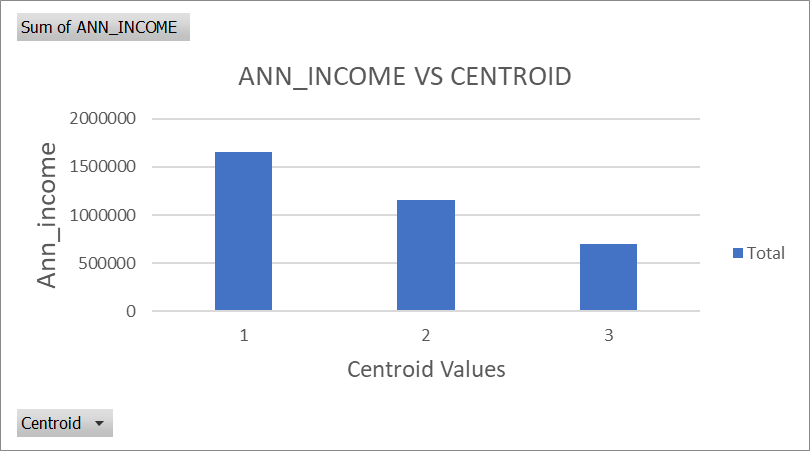 Sum of ANN_INCOME
ANN_INCOME VS CENTROID
Ann_income
2000000
1500000
1000000
500000
0
1
2
3
Centroid Values
Total
Centroid